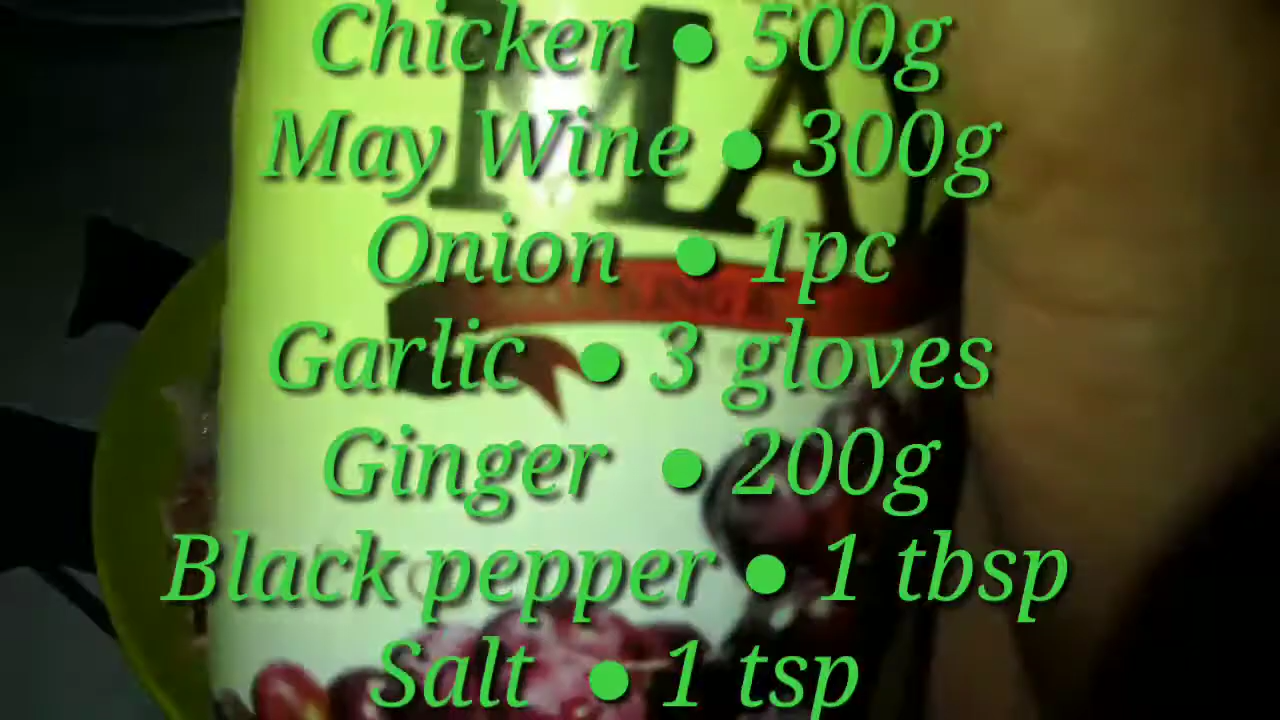 Chicken ● 500g
May Wine ● 300g
Onion ● 1pc
Garlic ● 3 gloves
Ginger ● 200g
Black pepper ● 1 tbsp
Salt ● 1 tsp
MAY